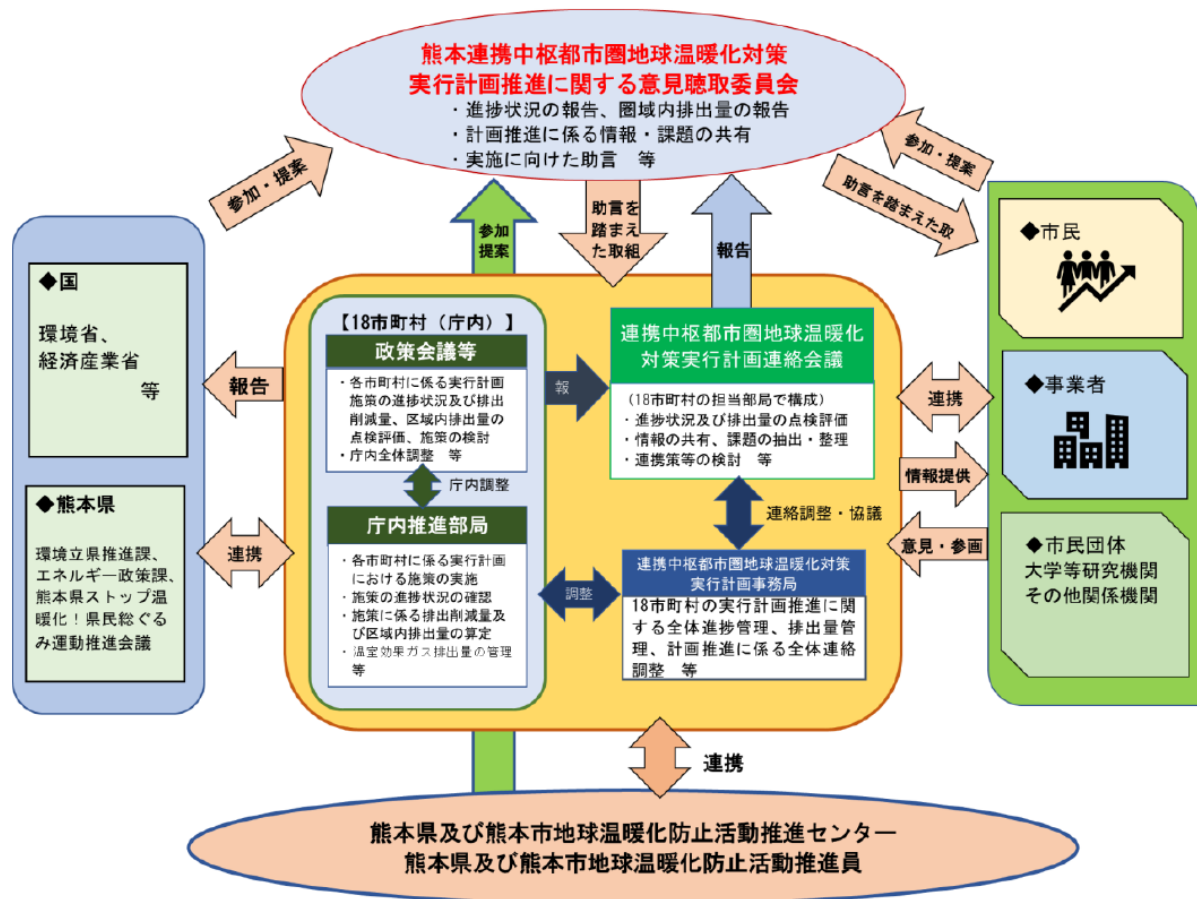 熊本連携中枢都市圏地球温暖化対策
実行計画推進に関する意見聴取委員会
・進捗状況の報告、圏域内排出量の報告
・計画推進に係る情報・課題の共有
・実施に向けた助言　等
参加・提案
参加
提案
助言を
踏まえ
た取組
報告
参加・提案
助言を踏まえた取
◆国
環境省、
経済産業省
等
◆熊本県
環境立県推進課、
エネルギー政策課、
熊本県ストップ温
暖化！県民総ぐる
み運動推進会議
報告
連携
【18市町村（庁内）】
政策会議等
・各市町村に係る実行計画
施策の進捗状況及び排出
削減量、区域内排出量の
点検評価、施策の検討
・庁内全体調整　等
庁内調整
庁内推進部局
・各市町村に係る実行計画
における施策の実施
・施策の進捗状況の確認
・施策に係る排出削減量及
び区域内排出量の算定
・温室効果ガス排出量の管理
等
報
調整
連携中枢都市圏地球温暖化
対策実行計画連絡会議
(18市町村の担当部局で構成)
・進捗状況及び排出量の点検評価
・情報の共有、課題の抽出・整理
・連携策等の検討　等
連絡調整・協議
連携中枢都市圏地球温暖化対策
実行計画事務局
18市町村の実行計画推進に関
する全体進捗管理、排出量管
理、計画推進に係る全体連絡
調整　等
連携
情報提供
意見・参画
◆市民
◆事業者
◆市民団体
大学等研究機関
その他関係機関
連携
熊本県及び熊本市地球温暖化防止活動推進センター
熊本県及び熊本市地球温暖化防止活動推進員